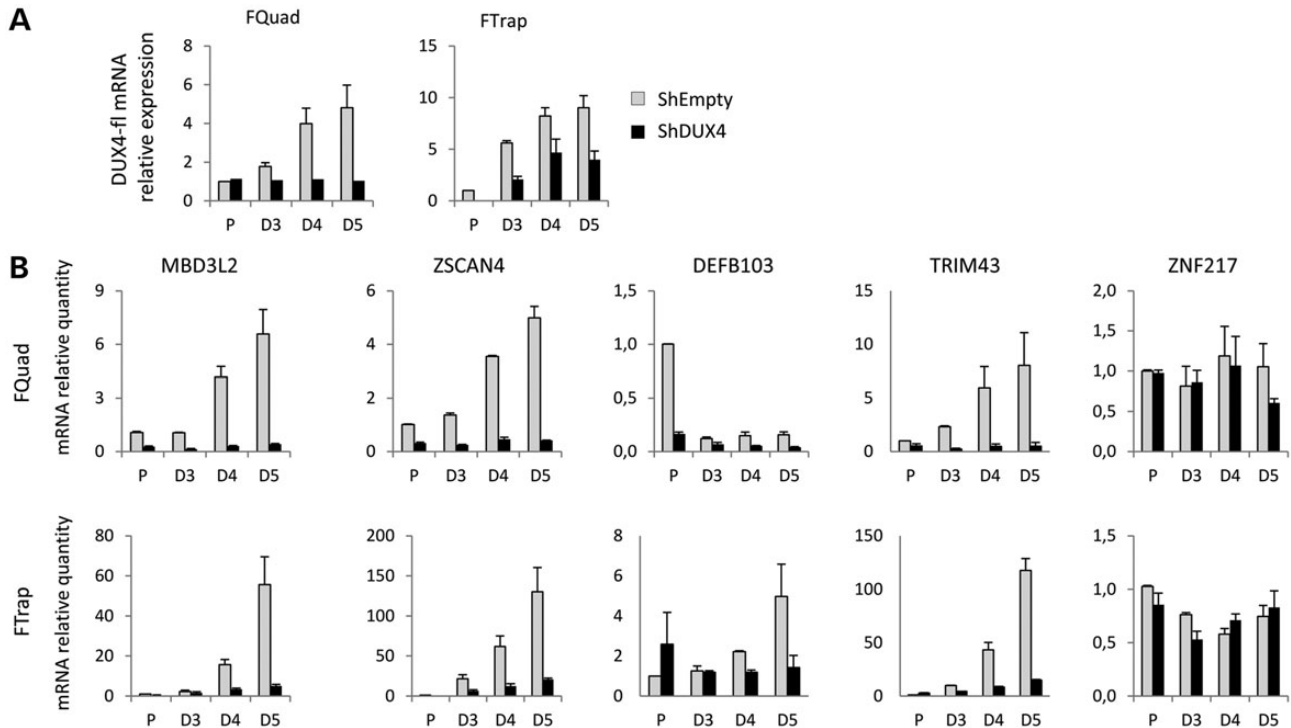 A
FQuad
FTrap
DUX4-fl mRNA
relative expression
8
6
4
2
0
P D3 D4 D5
15
10
5
0
P D3 D4 D5
ShEmpty
ShDUX4
B
MBD3L2 ZSCAN4 DEFB103 TRIM43 ZNF217
FQuad
mRNA relative quantity
9
6
3
0
P D3 D4 D5
6
4
2
0
P D3 D4 D5
1,5
1,0
0,5
0,0
P D3 D4 D5
15
10
5
0
P D3 D4 D5
2,0
1,5
1,0
0,5
0,0
P D3 D4 D5
FTrap
mRNA relative quantity
80
60
40
20
0
P D3 D4 D5
200
150
100
50
0
P D3 D4 D5
8
6
4
2
0
P D3 D4 D5
150
100
50
0
P D3 D4 D5
1,5
1,0
0,5
0,0
P D3 D4 D5